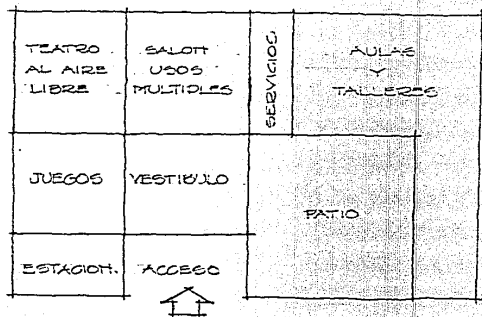 TEATRO
AL AIRE
LIBRE
SALON
USOS
MULTIPLES
SERVICIOS
AULAS
Y
TALLERES
JUEGOS
VESTIBULO
PATIO
ESTACION.
ACCESO